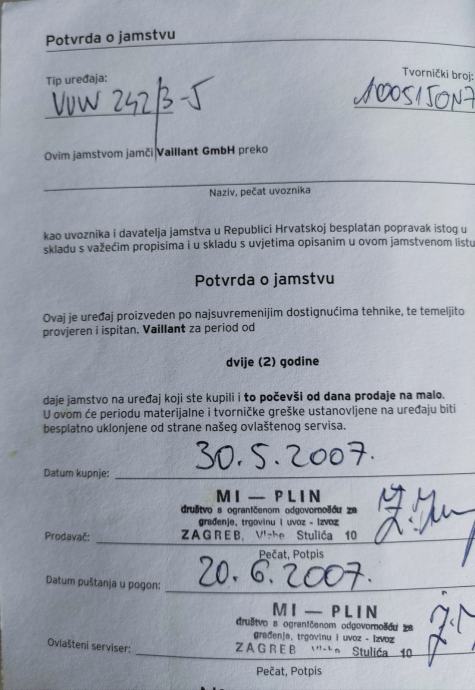 Potvrda o jamstvu
Tip uređaja:
Tvornički broj:
VUW 242/3-5
Ovim jamstvom jamči Vaillant GmbH preko
Naziv, pečat uvoznika
kao uvoznika i davatelja jamstva u Republici Hrvatskoj besplatan popravak istog u
skladu s važećim propisima i u skladu s uvjetima opisanim u ovom jamstvenom listu
Potvrda o jamstvu
Ovaj je uređaj proizveden po najsuvremenijim dostignućima tehnike, te temeljito
provjeren i ispitan. Vaillant za period od
dvije (2) godine
daje jamstvo na uređaj koji ste kupili i to počevši od dana prodaje na malo.
U ovom će periodu materijalne i tvorničke greške ustanovljene na uređaju biti
besplatno uklonjene od strane našeg ovlaštenog servisa.
Datum kupnje: 30.5.2007.
MI — PLIN
društvo s ograničenom odgovornošću za
građenje, trgovinu i uvoz - izvoz
Prodavač: ZAGREB, Stulića 10
Pečat, Potpis
Datum puštanja u pogon: 20.6.2007.
MI — PLIN
društvo s ograničenom odgovornošću za
građenje, trgovinu i uvoz - izvoz
Ovlašteni serviser: ZAGREB Stulića 10
Pečat, Potpis